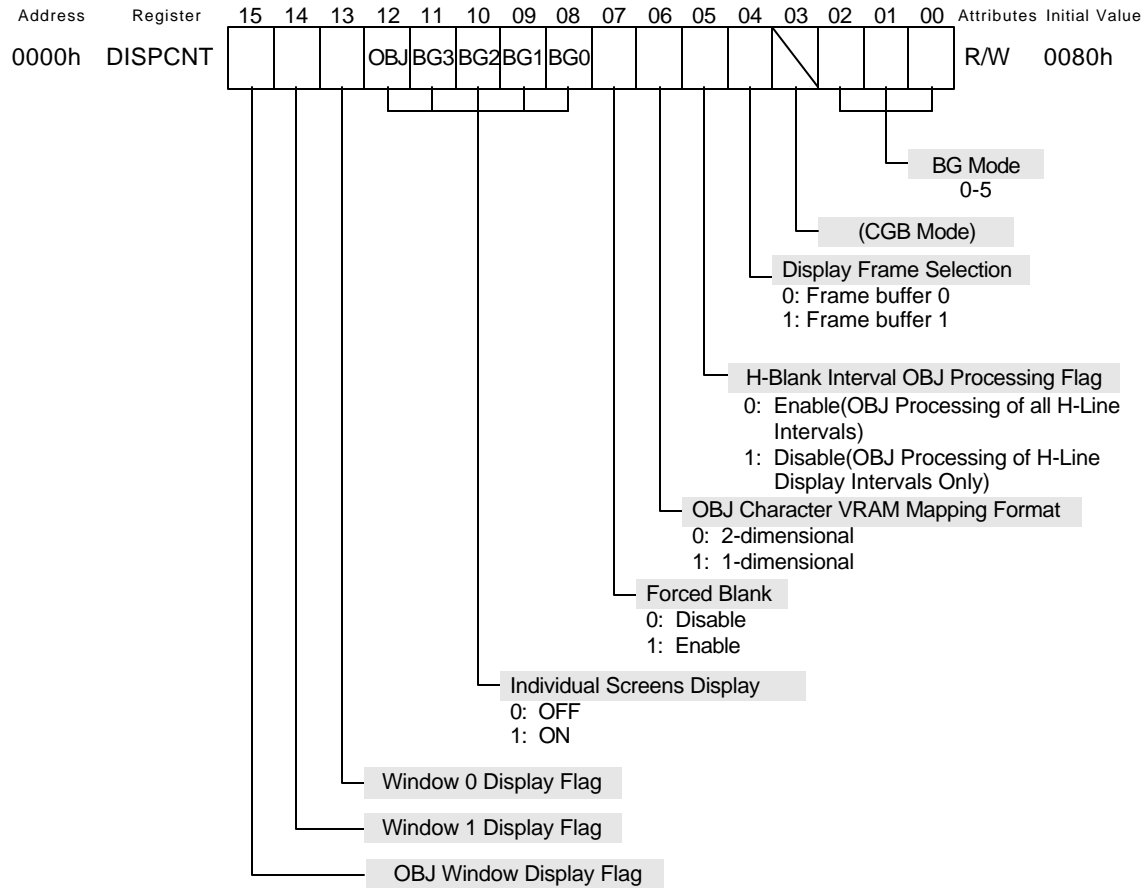 Address Register 15 14 13 12 11 10 09 08 07 06 05 04 03 02 01 00 Attributes Initial Value
0000h DISPCNT OBJ BG3 BG2 BG1 BG0 R/W 0080h
BG Mode
0-5
(CGB Mode)
Display Frame Selection
0: Frame buffer 0
1: Frame buffer 1
H-Blank Interval OBJ Processing Flag
0: Enable(OBJ Processing of all H-Line
Intervals)
1: Disable(OBJ Processing of H-Line
Display Intervals Only)
OBJ Character VRAM Mapping Format
0: 2-dimensional
1: 1-dimensional
Forced Blank
0: Disable
1: Enable
Individual Screens Display
0: OFF
1: ON
Window 0 Display Flag
Window 1 Display Flag
OBJ Window Display Flag